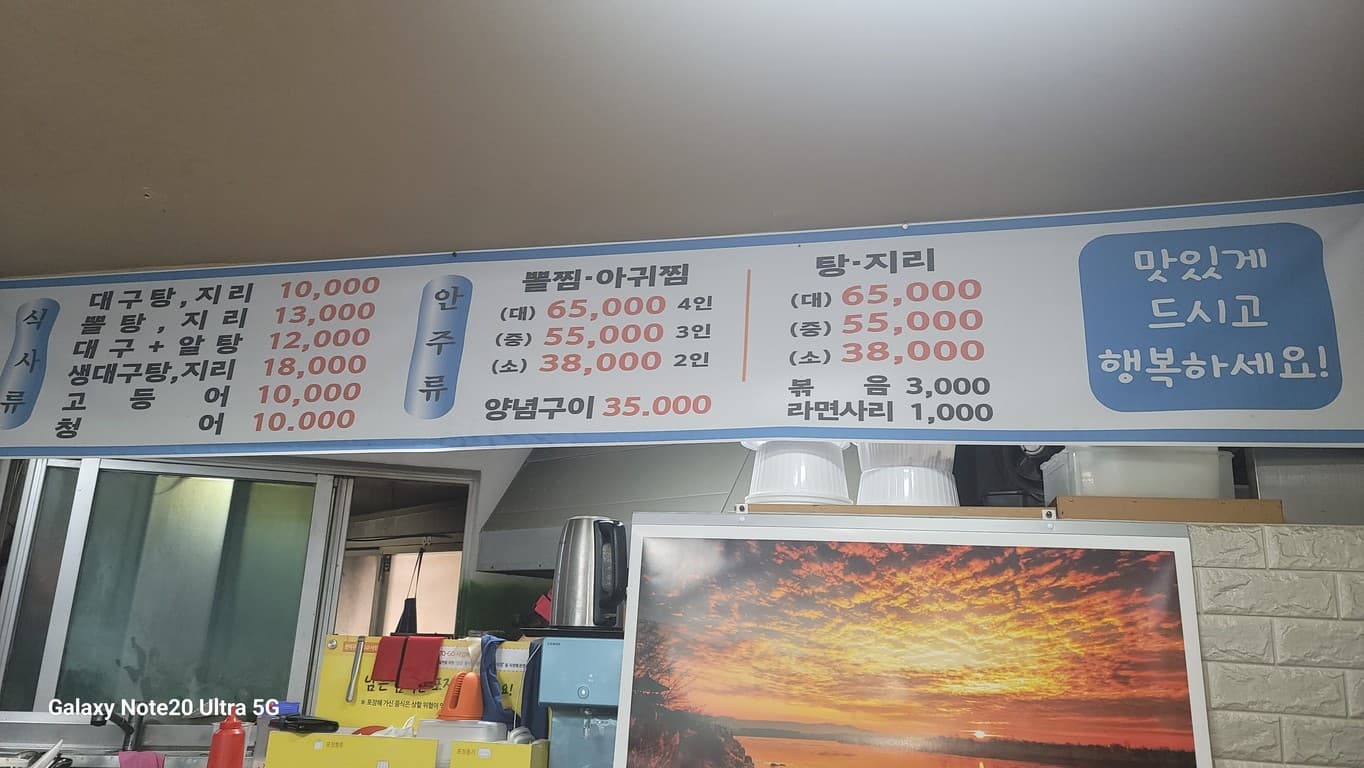 식사류
대구탕, 지리 10,000
뽈탕, 지리 13,000
대구+알탕 12,000
생대구탕,지리 18,000
고등어 10,000
청어 10.000
안주류
뽈찜·아귀찜
(대) 65,000 4인
(중) 55,000 3인
(소) 38,000 2인
양념구이 35.000
탕·지리
(대) 65,000
(중) 55,000
(소) 38,000
볶음 3,000
라면사리 1,000
맛있게
드시고
행복하세요!
Galaxy Note20 Ultra 5G